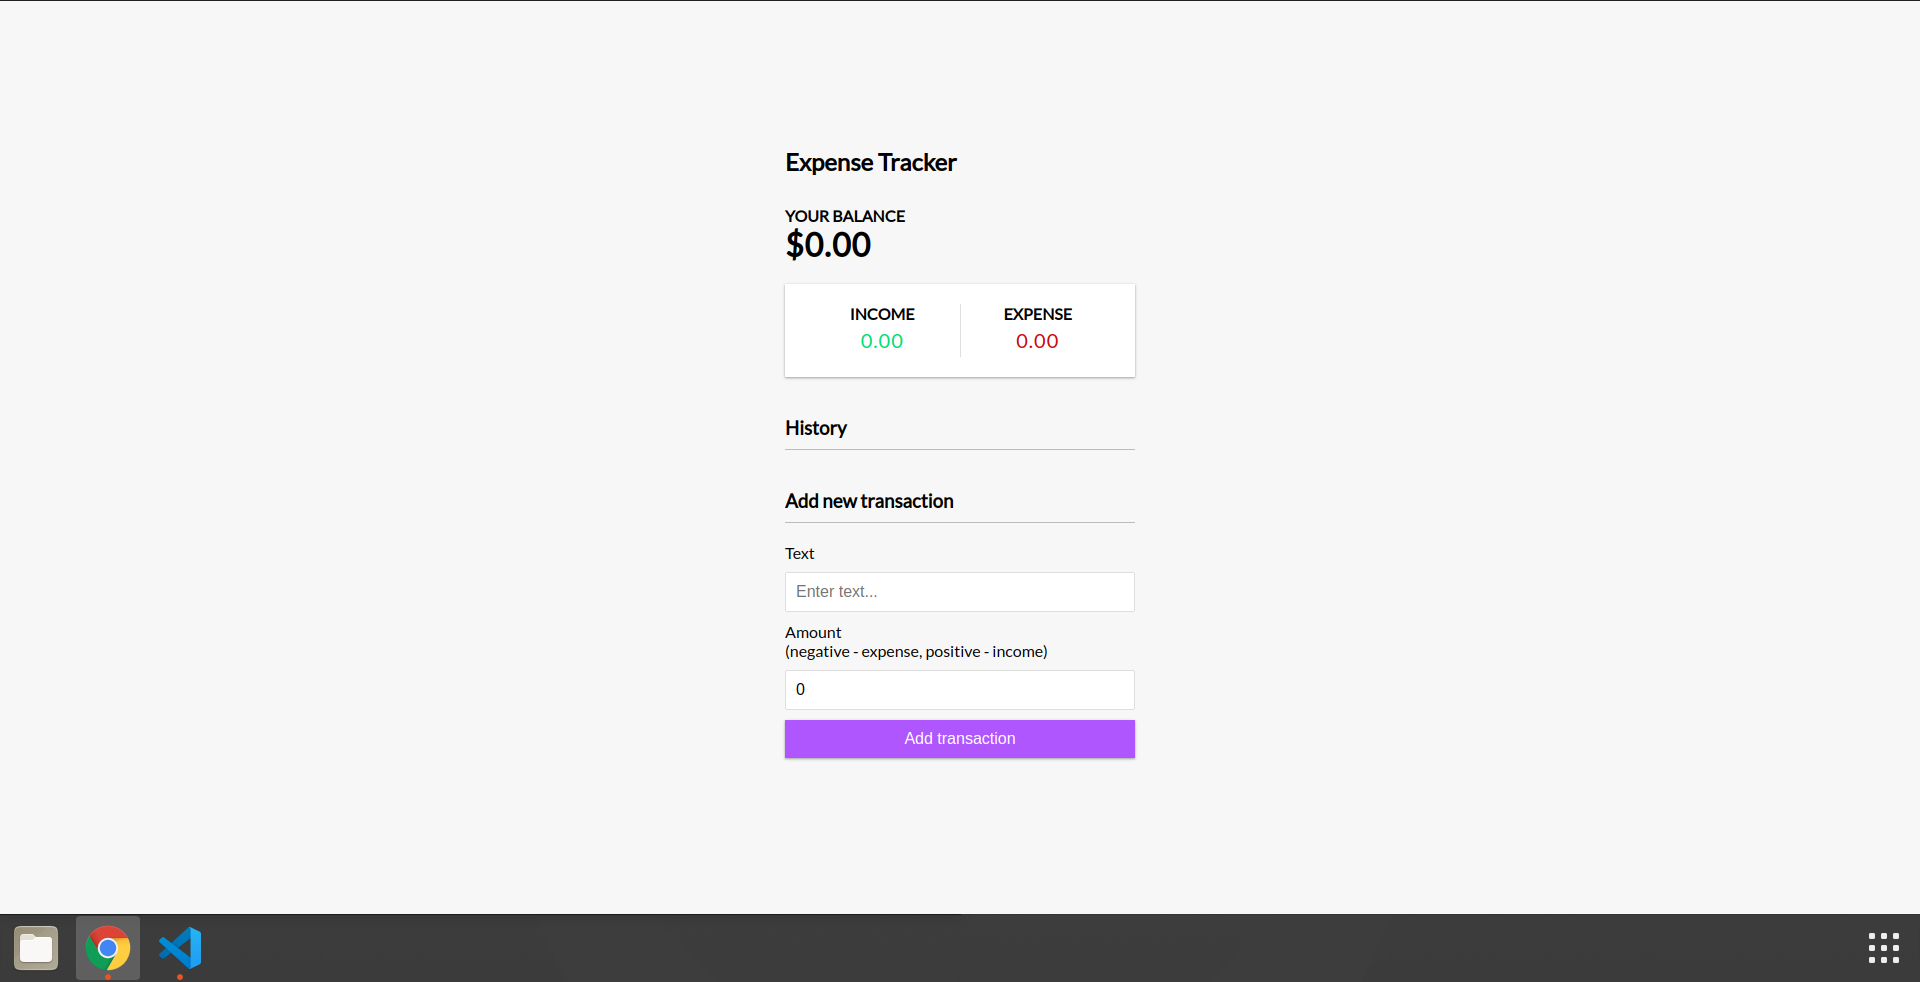 Expense Tracker
YOUR BALANCE
$0.00
INCOME
EXPENSE
0.00
0.00
History
Add new transaction
Text
Enter text...
Amount
(negative - expense, positive - income)
0
Add transaction